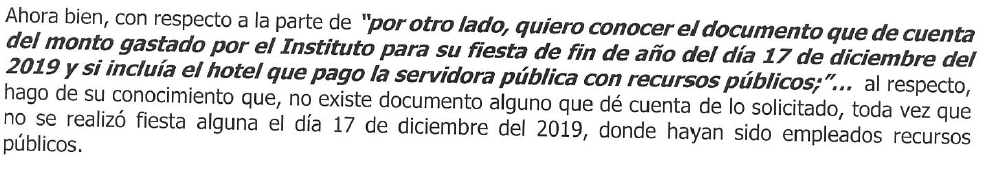 Ahora bien, con respecto a la parte de "por otro lado, quiero conocer el documento que de cuenta
del monto gastado por el Instituto para su fiesta de fin de año del día 17 de diciembre del
2019 y si incluía el hotel que pago la servidora pública con recursos públicos;"... al respecto,
hago de su conocimiento que, no existe documento alguno que dé cuenta de lo solicitado, toda vez que
no se realizó fiesta alguna el día 17 de diciembre del 2019, donde hayan sido empleados recursos
públicos.